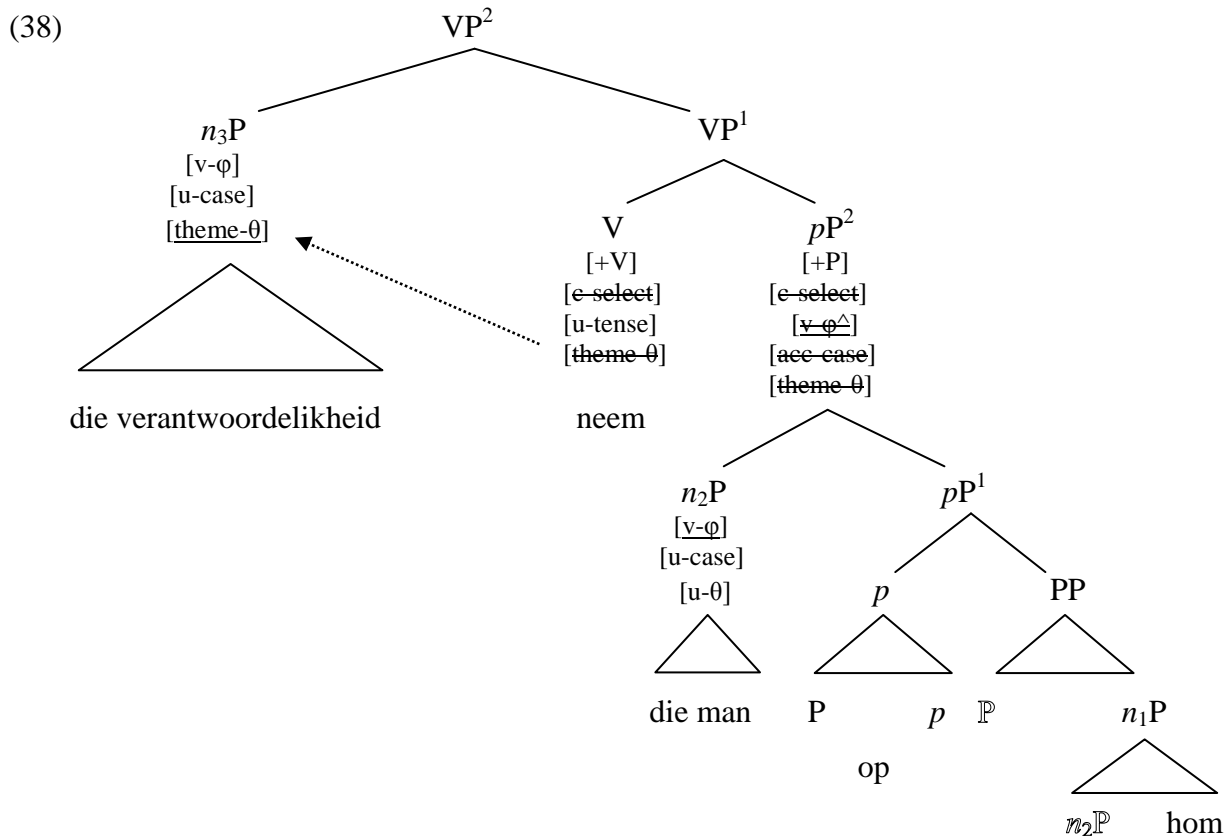 (38) VP²
n₃P VP¹
[v-φ]
[u-case] V pP²
[theme-θ] [+V] [+P]
[c-select] [c-select]
[u-tense] [v-φ^]
[theme-θ] [acc-case]
[theme-θ]
die verantwoordelikheid neem
n₂P pP¹
[v-φ]
[u-case]
[u-θ] p PP
die man P p ℙ n₁P
op
n₂ℙ hom